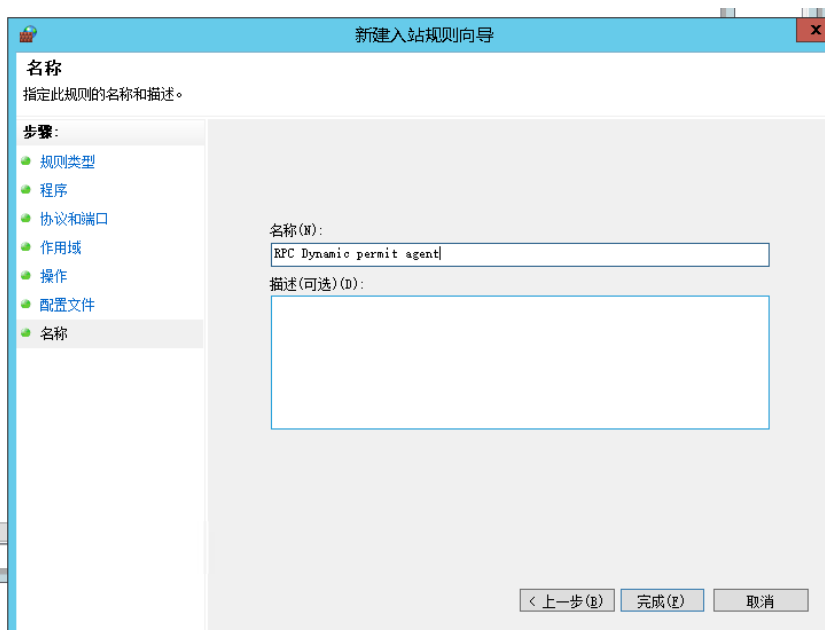 新建入站规则向导
x
名称
指定此规则的名称和描述。
步骤:
规则类型
程序
协议和端口
作用域
操作
配置文件
名称
名称(N):
RPC Dynamic permit agent
描述(可选)(D):
< 上一步(B)
完成(F)
取消